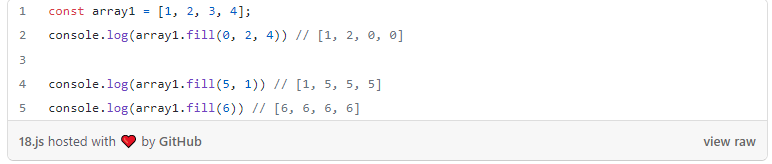 1 const array1 = [1, 2, 3, 4];
2 console.log(array1.fill(0, 2, 4)) // [1, 2, 0, 0]
3
4 console.log(array1.fill(5, 1)) // [1, 5, 5, 5]
5 console.log(array1.fill(6)) // [6, 6, 6, 6]
18.js hosted with ❤ by GitHub view raw